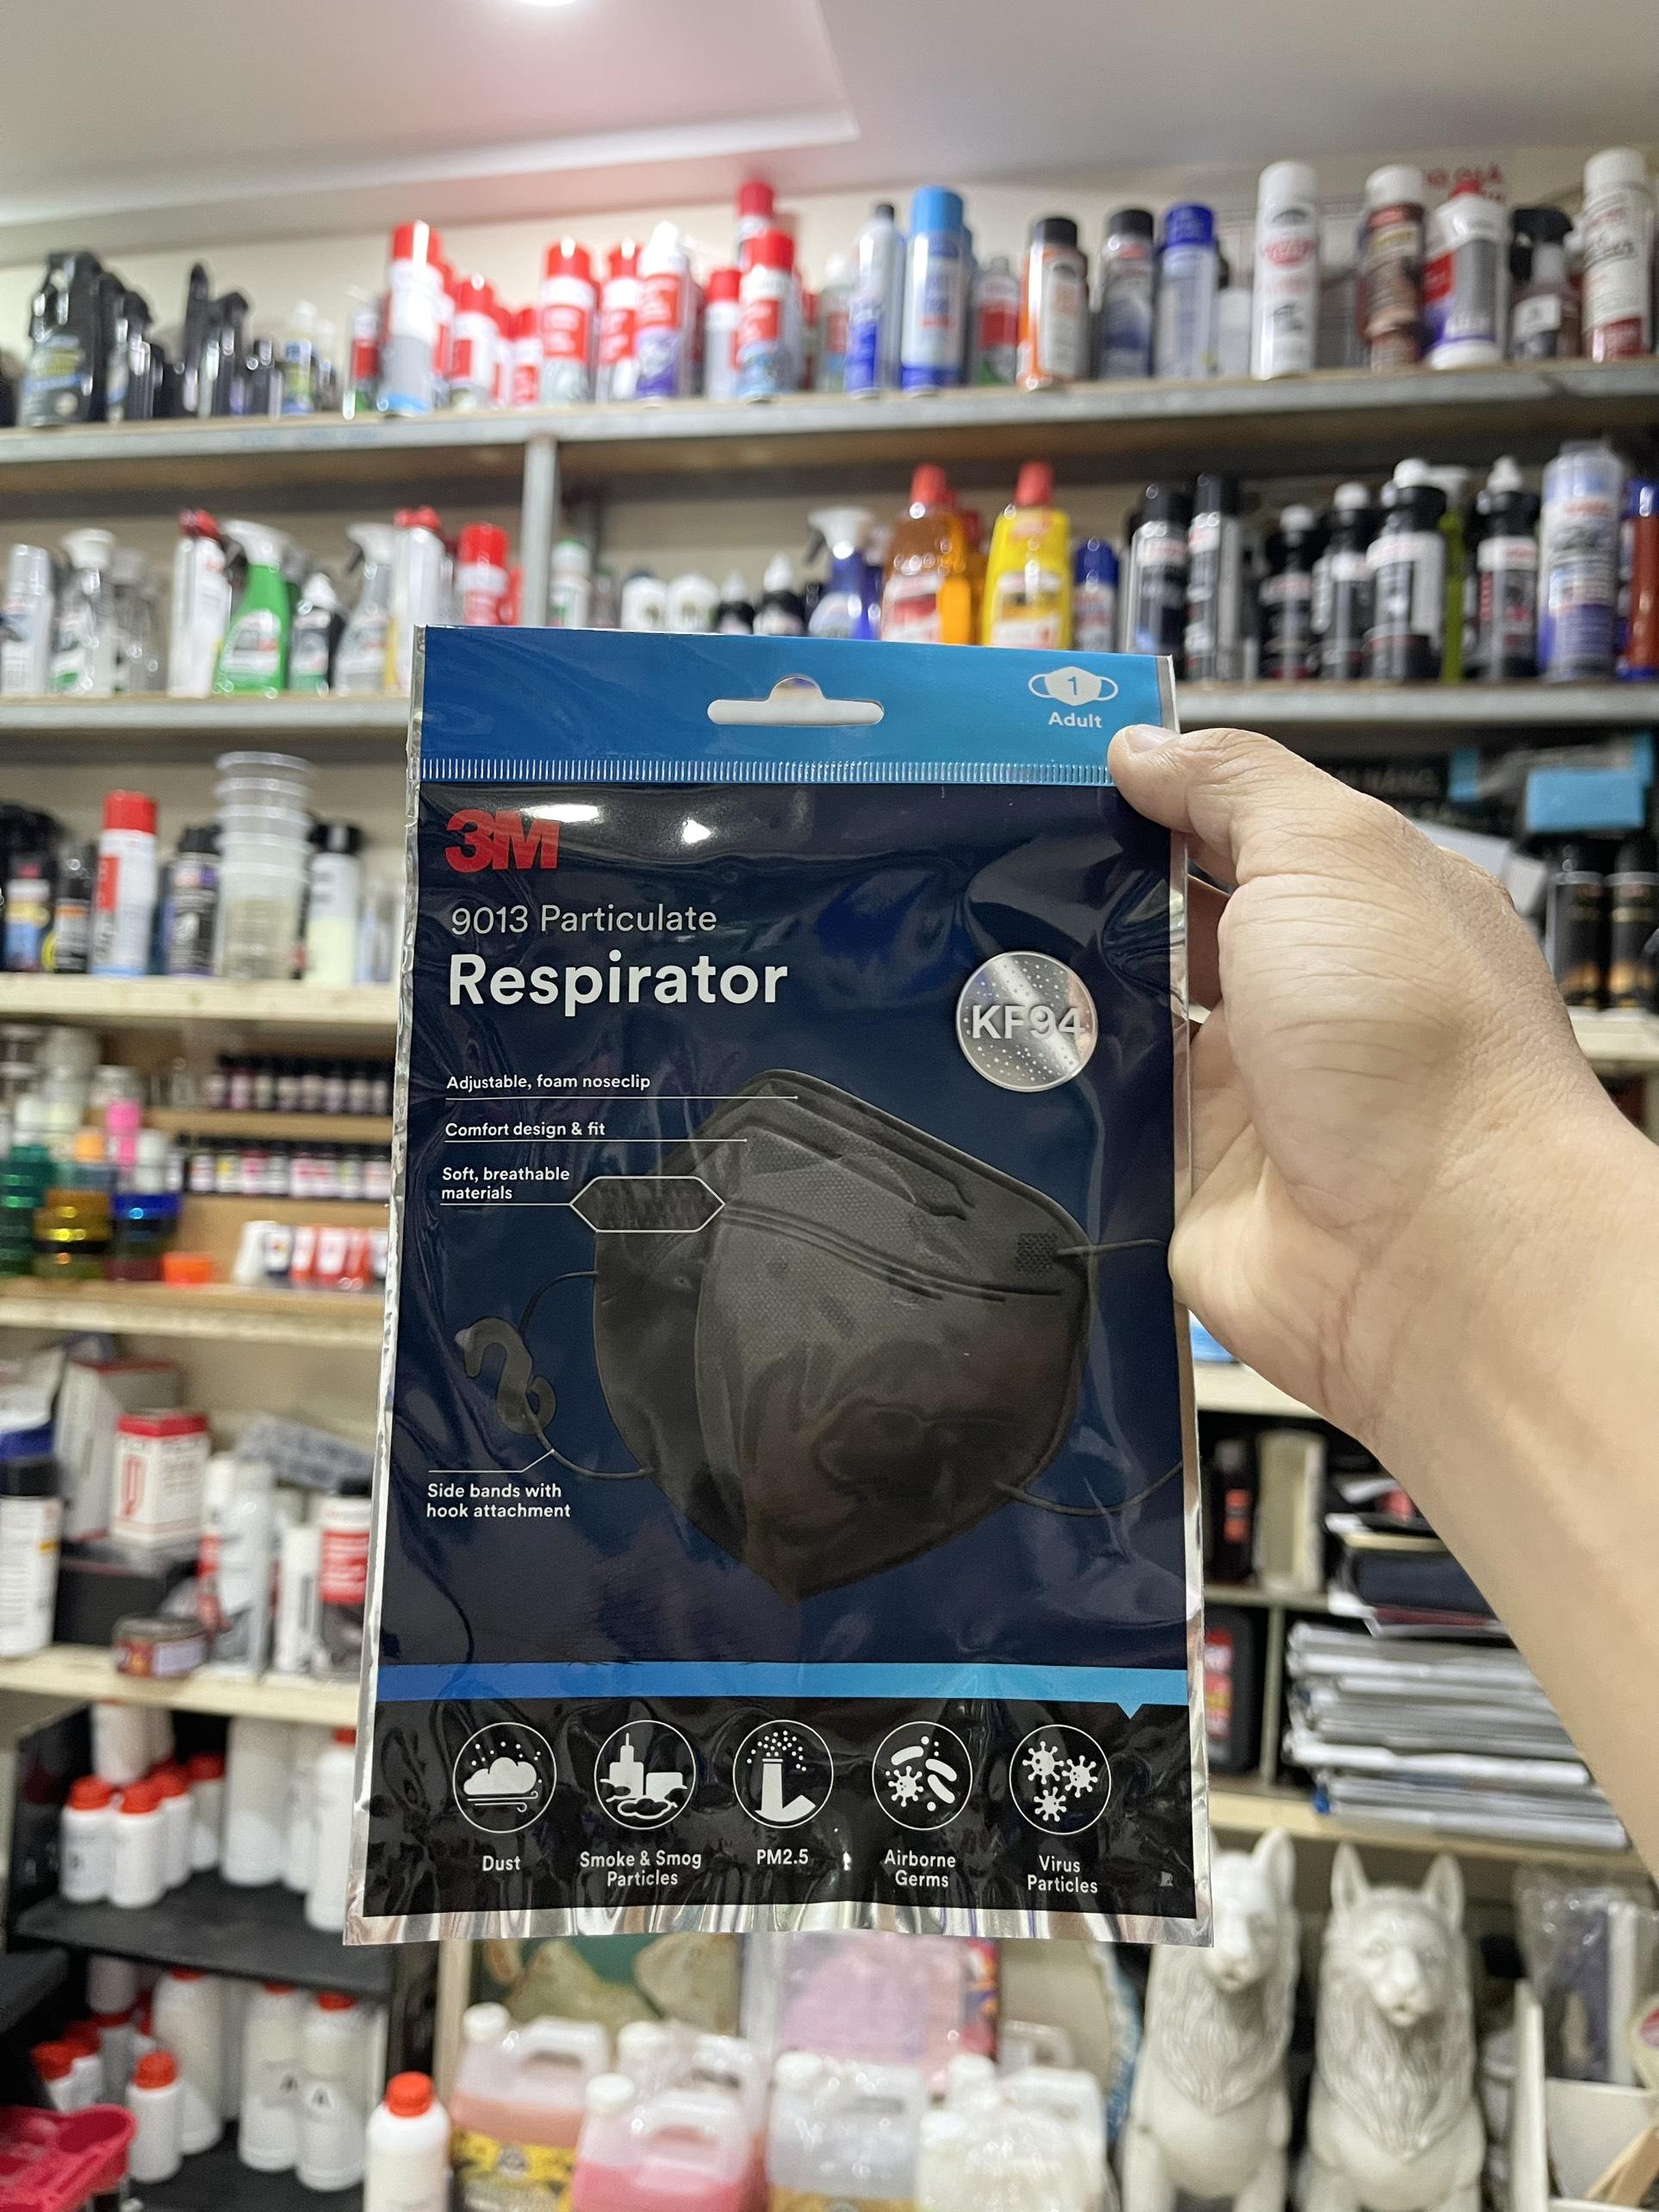 1
Adult
3M
9013 Particulate
Respirator
KF94
Adjustable, foam noseclip
Comfort design & fit
Soft, breathable
materials
Side bands with
hook attachment
Dust
Smoke & Smog
Particles
PM2.5
Airborne
Germs
Virus
Particles